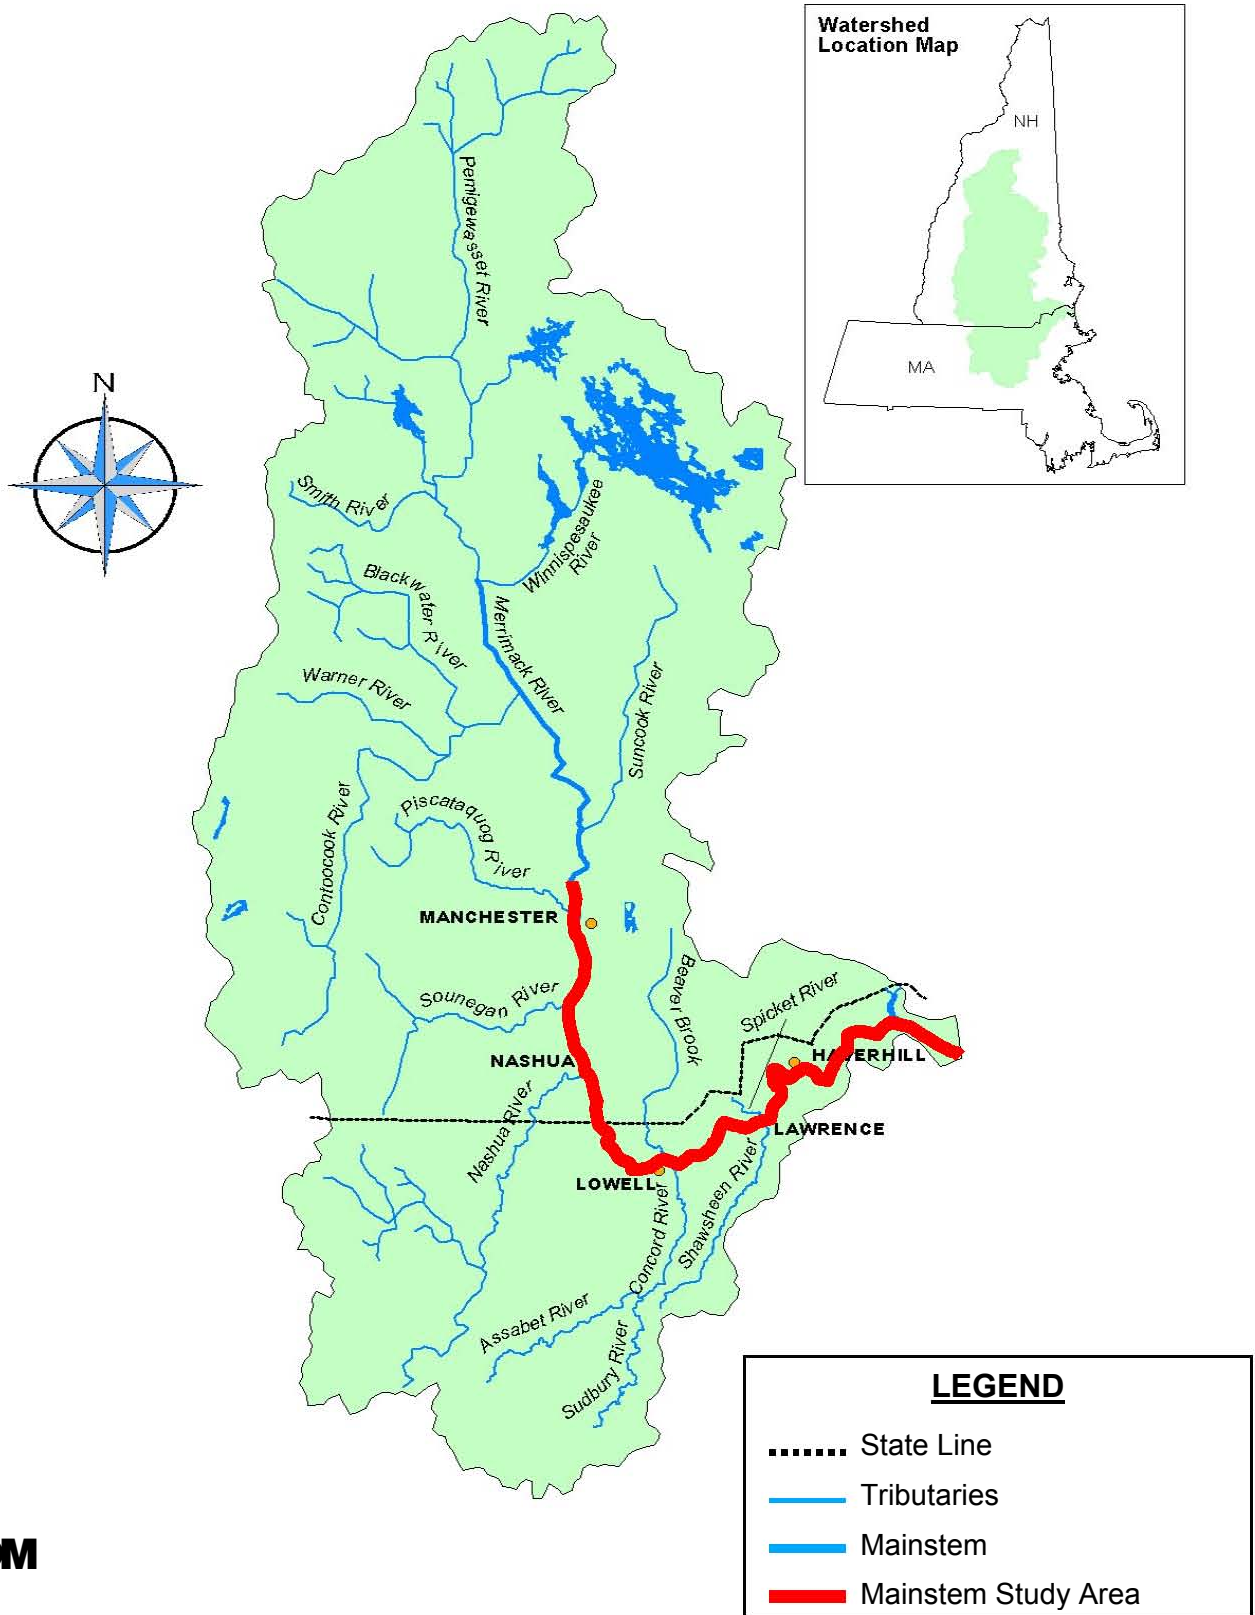 Watershed
Location Map
NH
MA
N
Pemigewasset River
Smith River
Winnispesaukee
River
Blackwater River
Merrimack River
Warner River
Suncook River
Contoocook River
Piscataquog River
MANCHESTER
Beaver Brook
Spicket River
Sounegan River
NASHUA
HAVERHILL
Nashua River
LAWRENCE
LOWELL
Concord River
Shawsheen River
Assabet River
Sudbury River
LEGEND
State Line
Tributaries
Mainstem
Mainstem Study Area